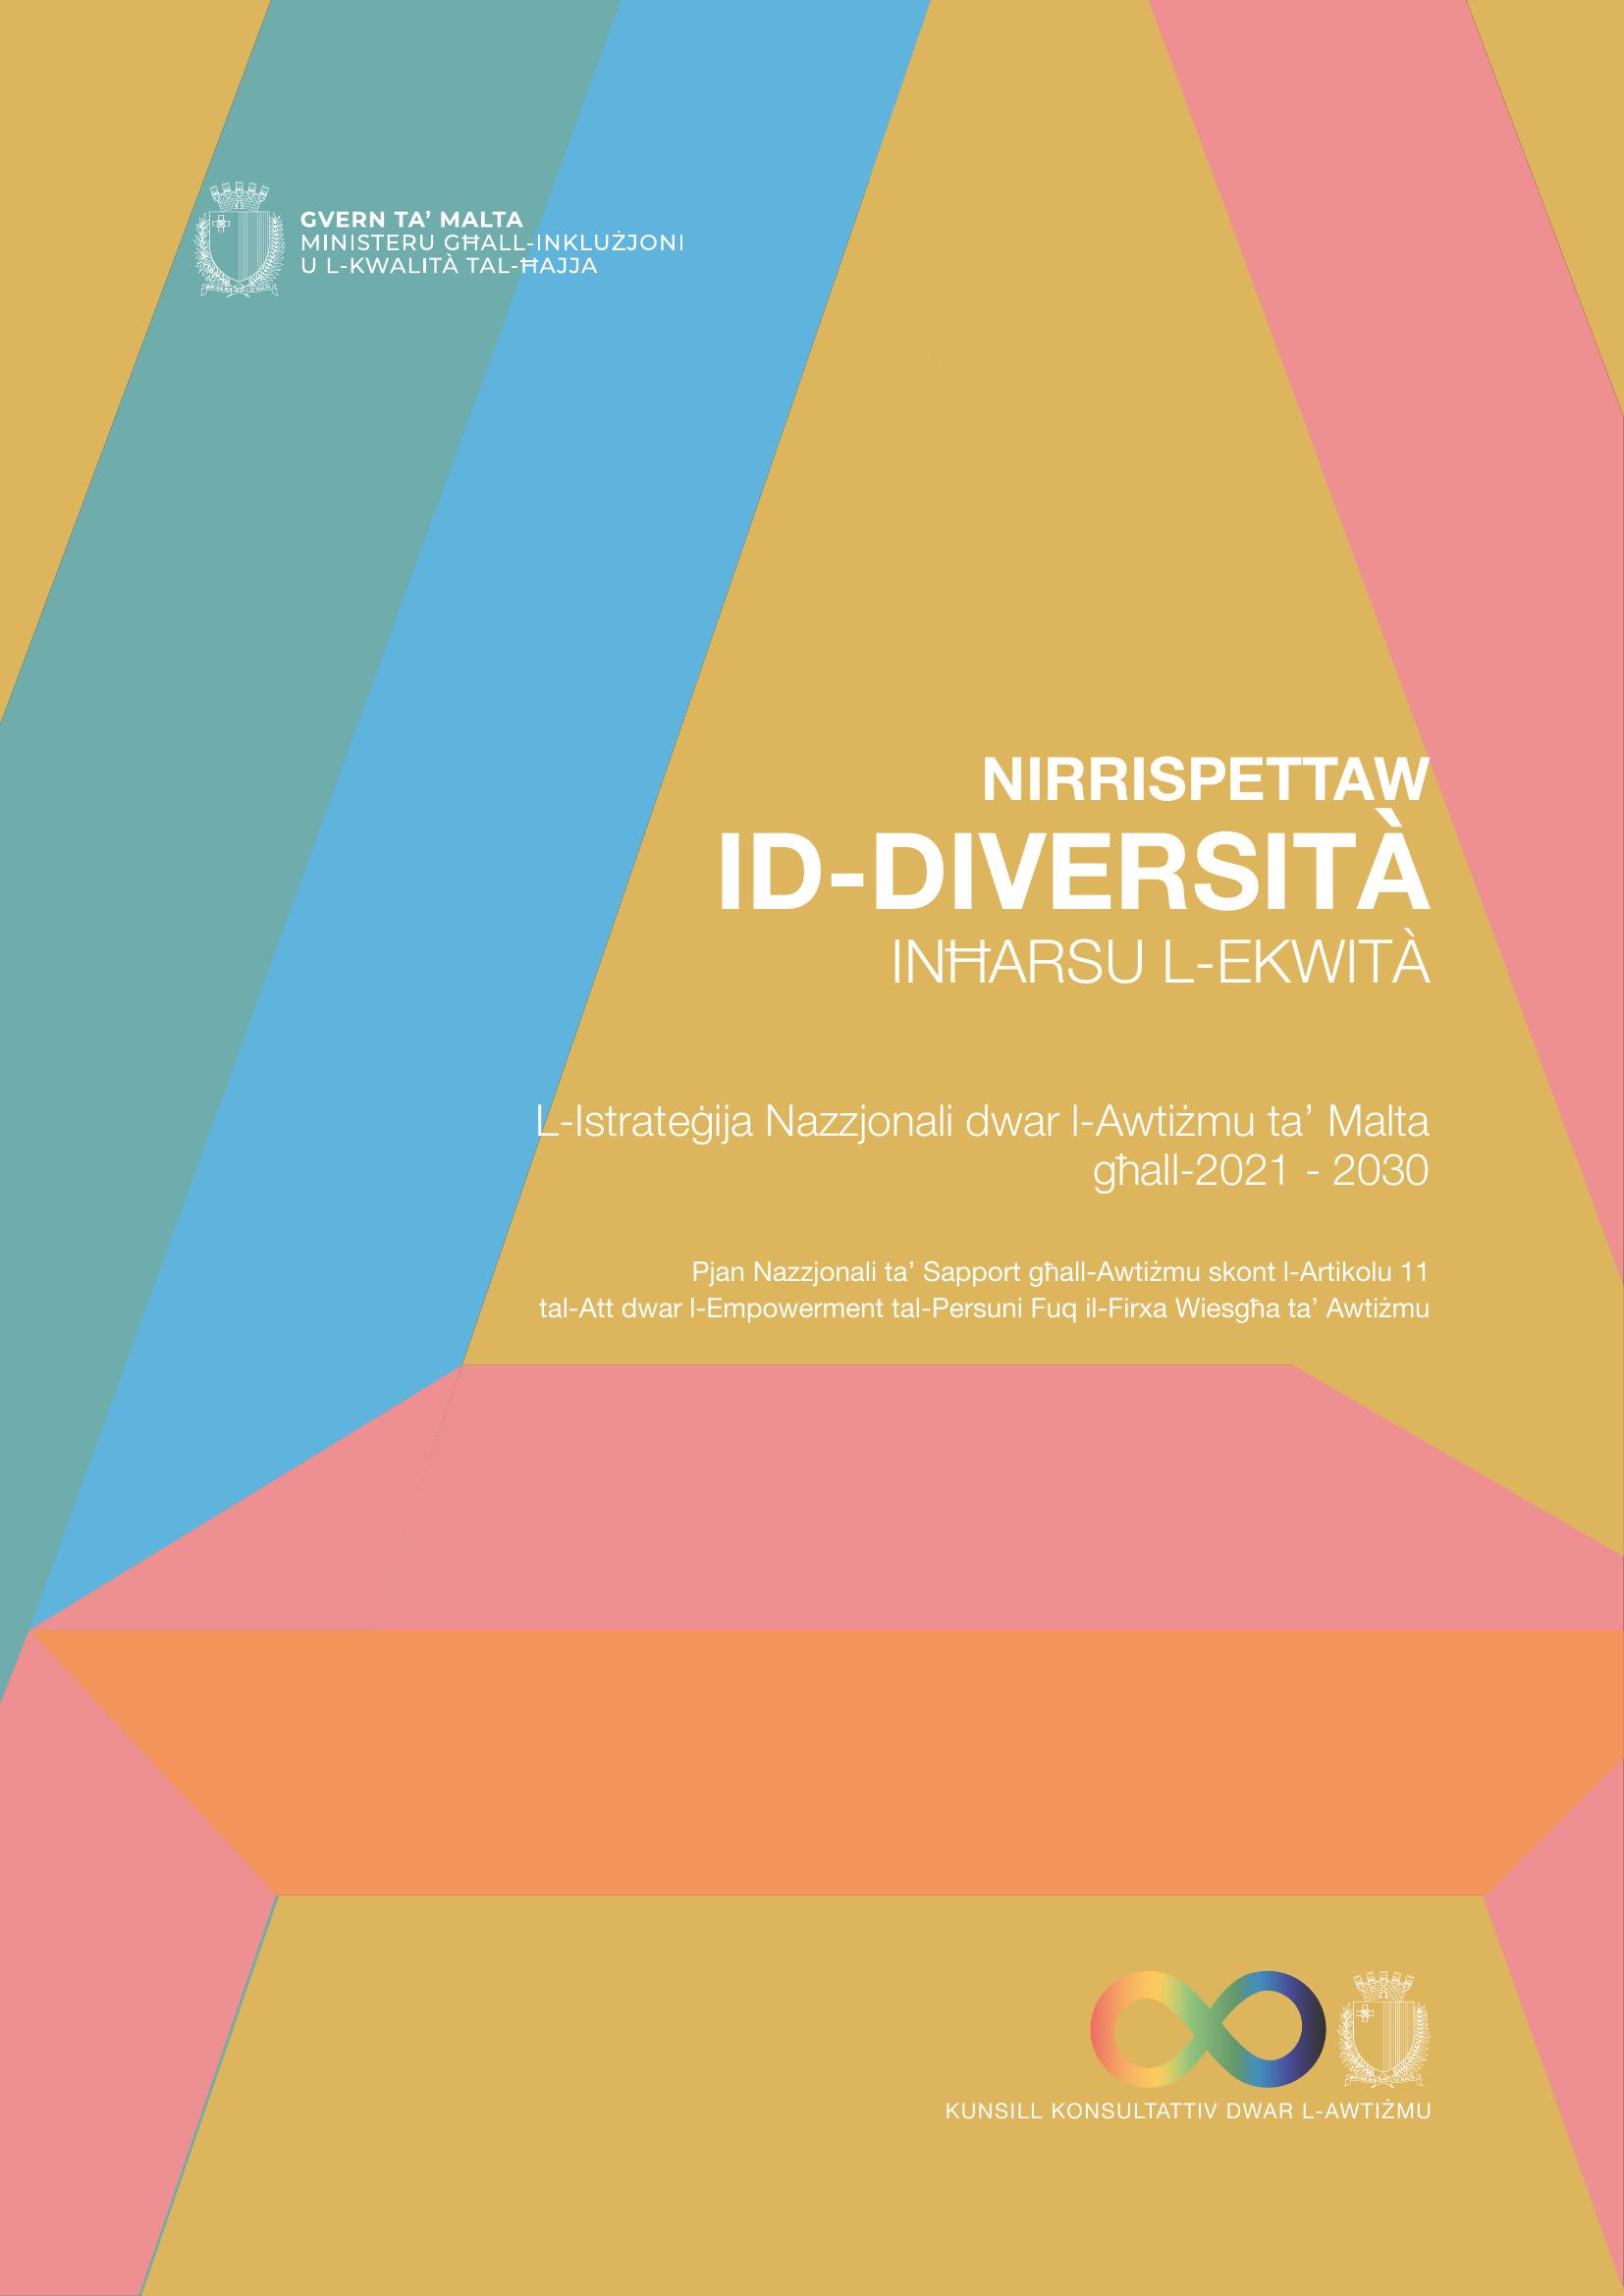 GVERN TA’ MALTA
MINISTERU GĦALL-INKLUŻJONI
U L-KWALITÀ TAL-ĦAJJA
NIRRISPETTAW
ID-DIVERSITÀ
INĦARSU L-EKWITÀ
L-Istrateġija Nazzjonali dwar l-Awtiżmu ta’ Malta
għall-2021 - 2030
Pjan Nazzjonali ta’ Sapport għall-Awtiżmu skont l-Artikolu 11
tal-Att dwar l-Empowerment tal-Persuni Fuq il-Firxa Wiesgħa ta’ Awtiżmu
KUNSILL KONSULTATTIV DWAR L-AWTIŻMU